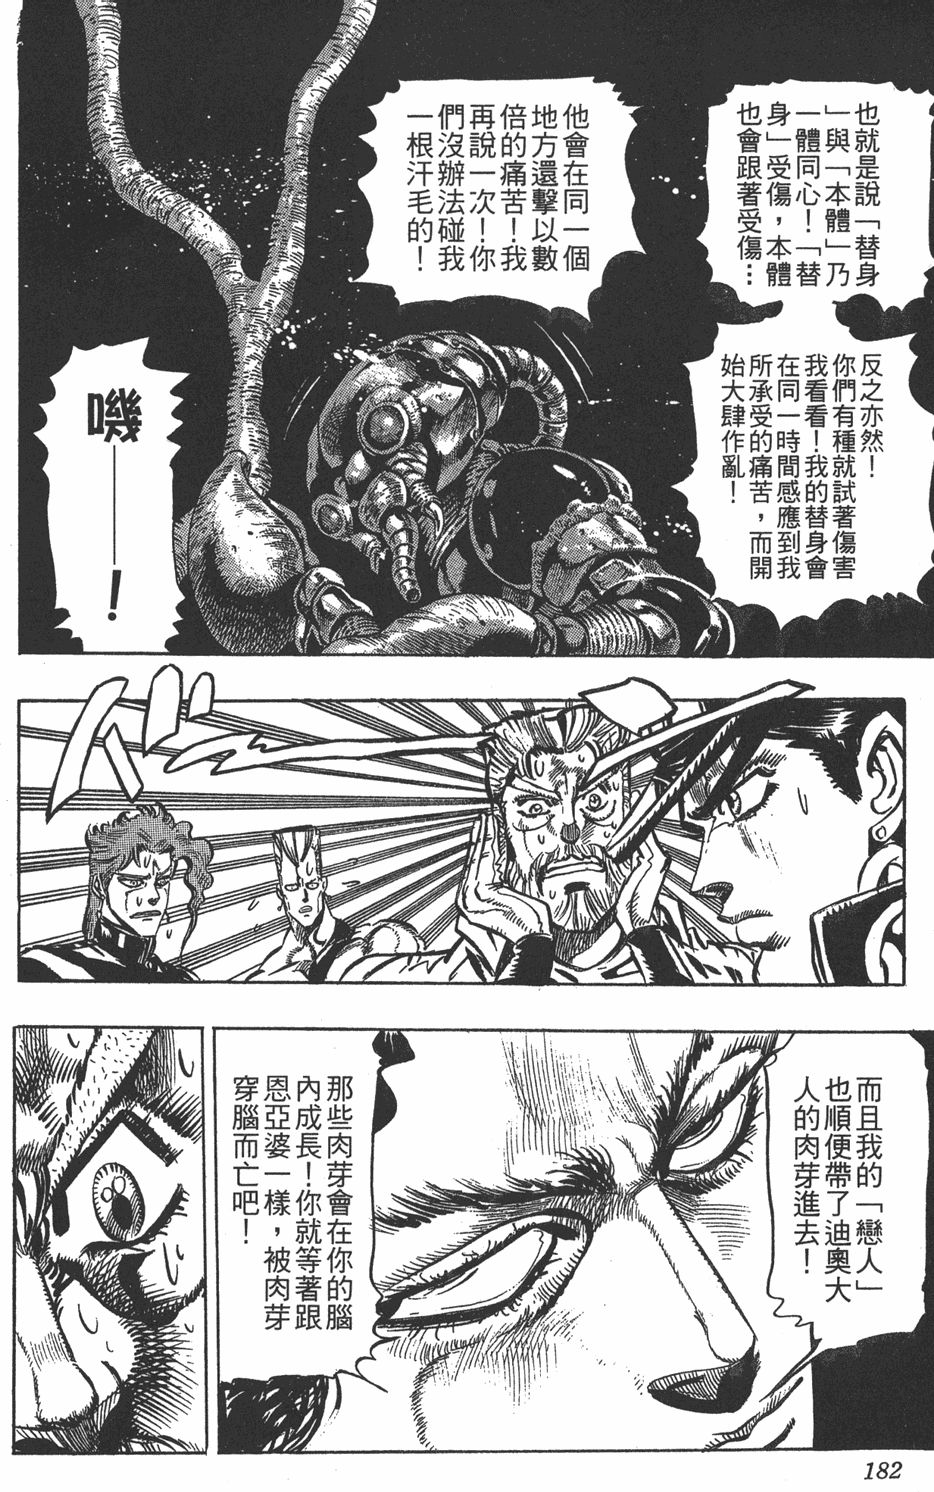 也就是說「替身
」與「本體」乃
一體同心！「替
身」受傷，本體
也會跟著受傷…
反之亦然！
你們有種就試著傷害
我看看！我的替身會
在同一時間感應到我
所承受的痛苦，而開
始大肆作亂！
他會在同一個
地方還擊以數
倍的痛苦！我
再說一次！你
們沒辦法碰我
一根汗毛的！
嘰——！
而且我的「戀人」
也順便帶了迪奧大
人的肉芽進去！
那些肉芽會在你的腦
內成長！你就等著跟
恩亞婆一樣，被肉芽
穿腦而亡吧！
182